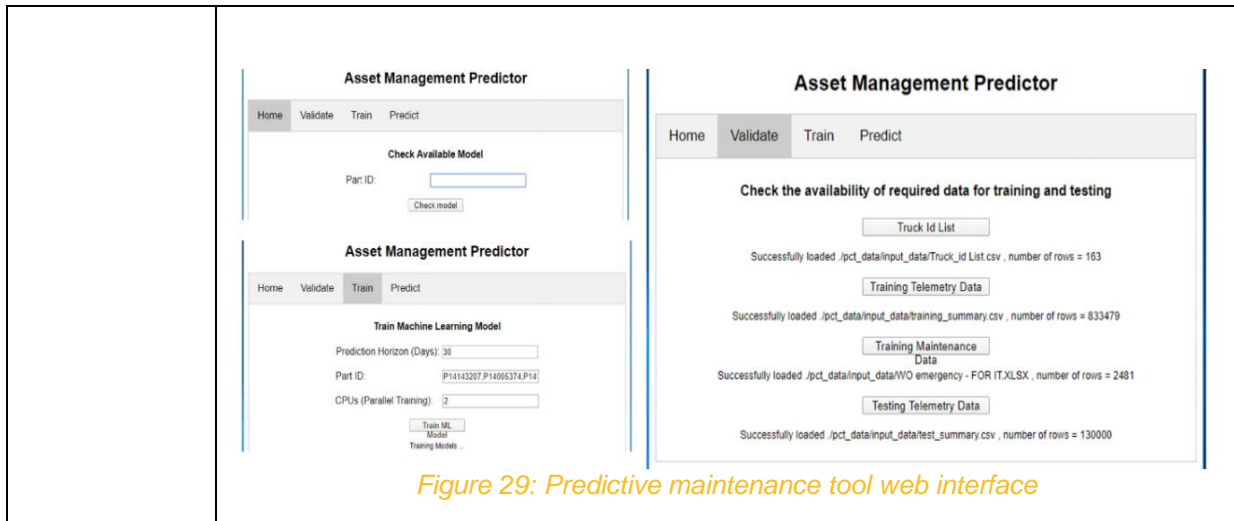 Asset Management Predictor
Home Validate Train Predict
Check Available Model
Part ID:
Check model
Asset Management Predictor
Home Validate Train Predict
Train Machine Learning Model
Prediction Horizon (Days): 30
Part ID: P14143207,P14005374,P14
CPUs (Parallel Training): 2
Train ML
Model
Training Models ...
Asset Management Predictor
Home Validate Train Predict
Check the availability of required data for training and testing
Truck Id List
Successfully loaded ./pct_data/input_data/Truck_id List.csv , number of rows = 163
Training Telemetry Data
Successfully loaded ./pct_data/input_data/training_summary.csv , number of rows = 833479
Training Maintenance
Data
Successfully loaded ./pct_data/input_data/WO emergency - FOR IT.XLSX , number of rows = 2481
Testing Telemetry Data
Successfully loaded ./pct_data/input_data/test_summary.csv , number of rows = 130000
Figure 29: Predictive maintenance tool web interface